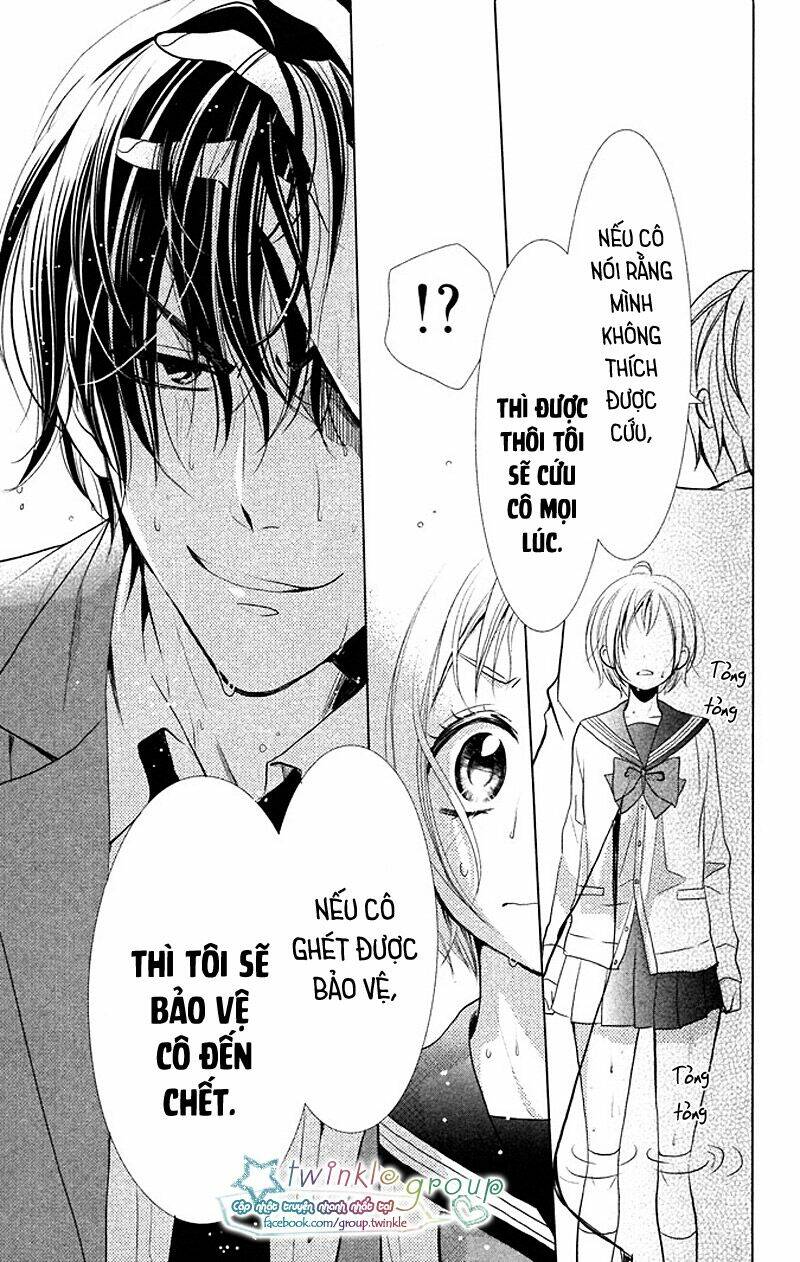 NẾU CÔ
NÓI RẰNG
MÌNH
KHÔNG
THÍCH
ĐƯỢC
CỨU,
THÌ ĐƯỢC
THÔI TÔI
SẼ CỨU
CÔ MỌI
LÚC.
!?
Tỏng
tỏng
NẾU CÔ
GHÉT ĐƯỢC
BẢO VỆ,
THÌ TÔI SẼ
BẢO VỆ
CÔ ĐẾN
CHẾT.
Tỏng
tỏng
twinkle group
Cập nhật truyện nhanh nhất tại
facebook.com/group.twinkle